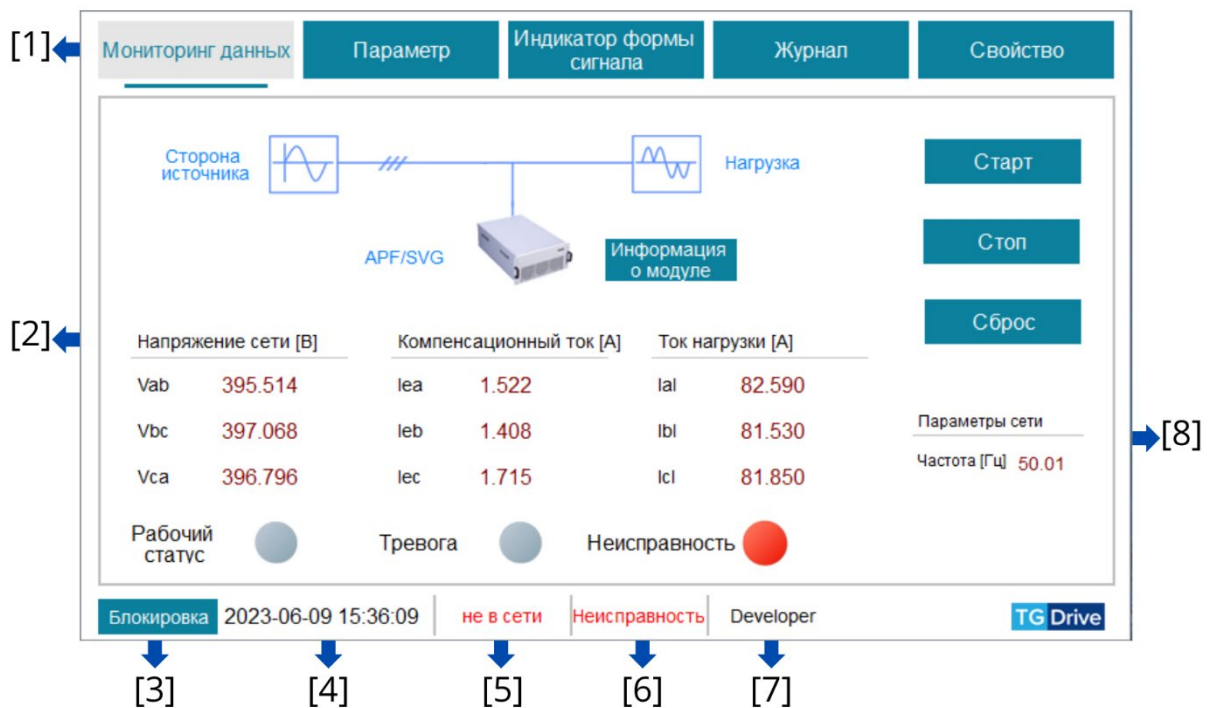 [1]
Мониторинг данных
Параметр
Индикатор формы
сигнала
Журнал
Свойство
Сторона
источника
Нагрузка
Старт
APF/SVG
Информация
о модуле
Стоп
Сброс
[2]
Напряжение сети [В]
Компенсационный ток [А]
Ток нагрузки [А]
Vab 395.514 Iea 1.522 Ial 82.590
Vbc 397.068 Ieb 1.408 Ibl 81.530
Vca 396.796 Iec 1.715 Icl 81.850
Параметры сети
Частота [Гц] 50.01
[8]
Рабочий
статус
Тревога
Неисправность
Блокировка 2023-06-09 15:36:09 не в сети Неисправность Developer TG Drive
[3] [4] [5] [6] [7]